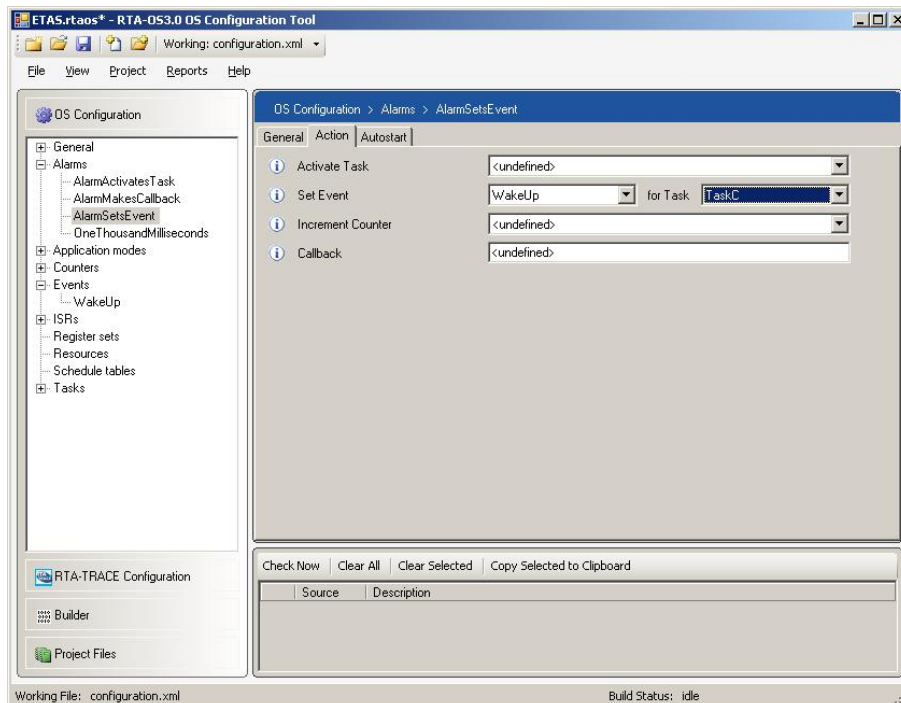 ETAS.rtaos* - RTA-OS3.0 OS Configuration Tool
Working: configuration.xml
File View Project Reports Help
OS Configuration
General
Alarms
AlarmActivatesTask
AlarmMakesCallback
AlarmSetsEvent
OneThousandMilliseconds
Application modes
Counters
Events
WakeUp
ISRs
Register sets
Resources
Schedule tables
Tasks
RTA-TRACE Configuration
Builder
Project Files
OS Configuration > Alarms > AlarmSetsEvent
General Action Autostart
Activate Task <undefined>
Set Event WakeUp for Task TaskC
Increment Counter <undefined>
Callback <undefined>
Check Now Clear All Clear Selected Copy Selected to Clipboard
Source Description
Working File: configuration.xml Build Status: idle